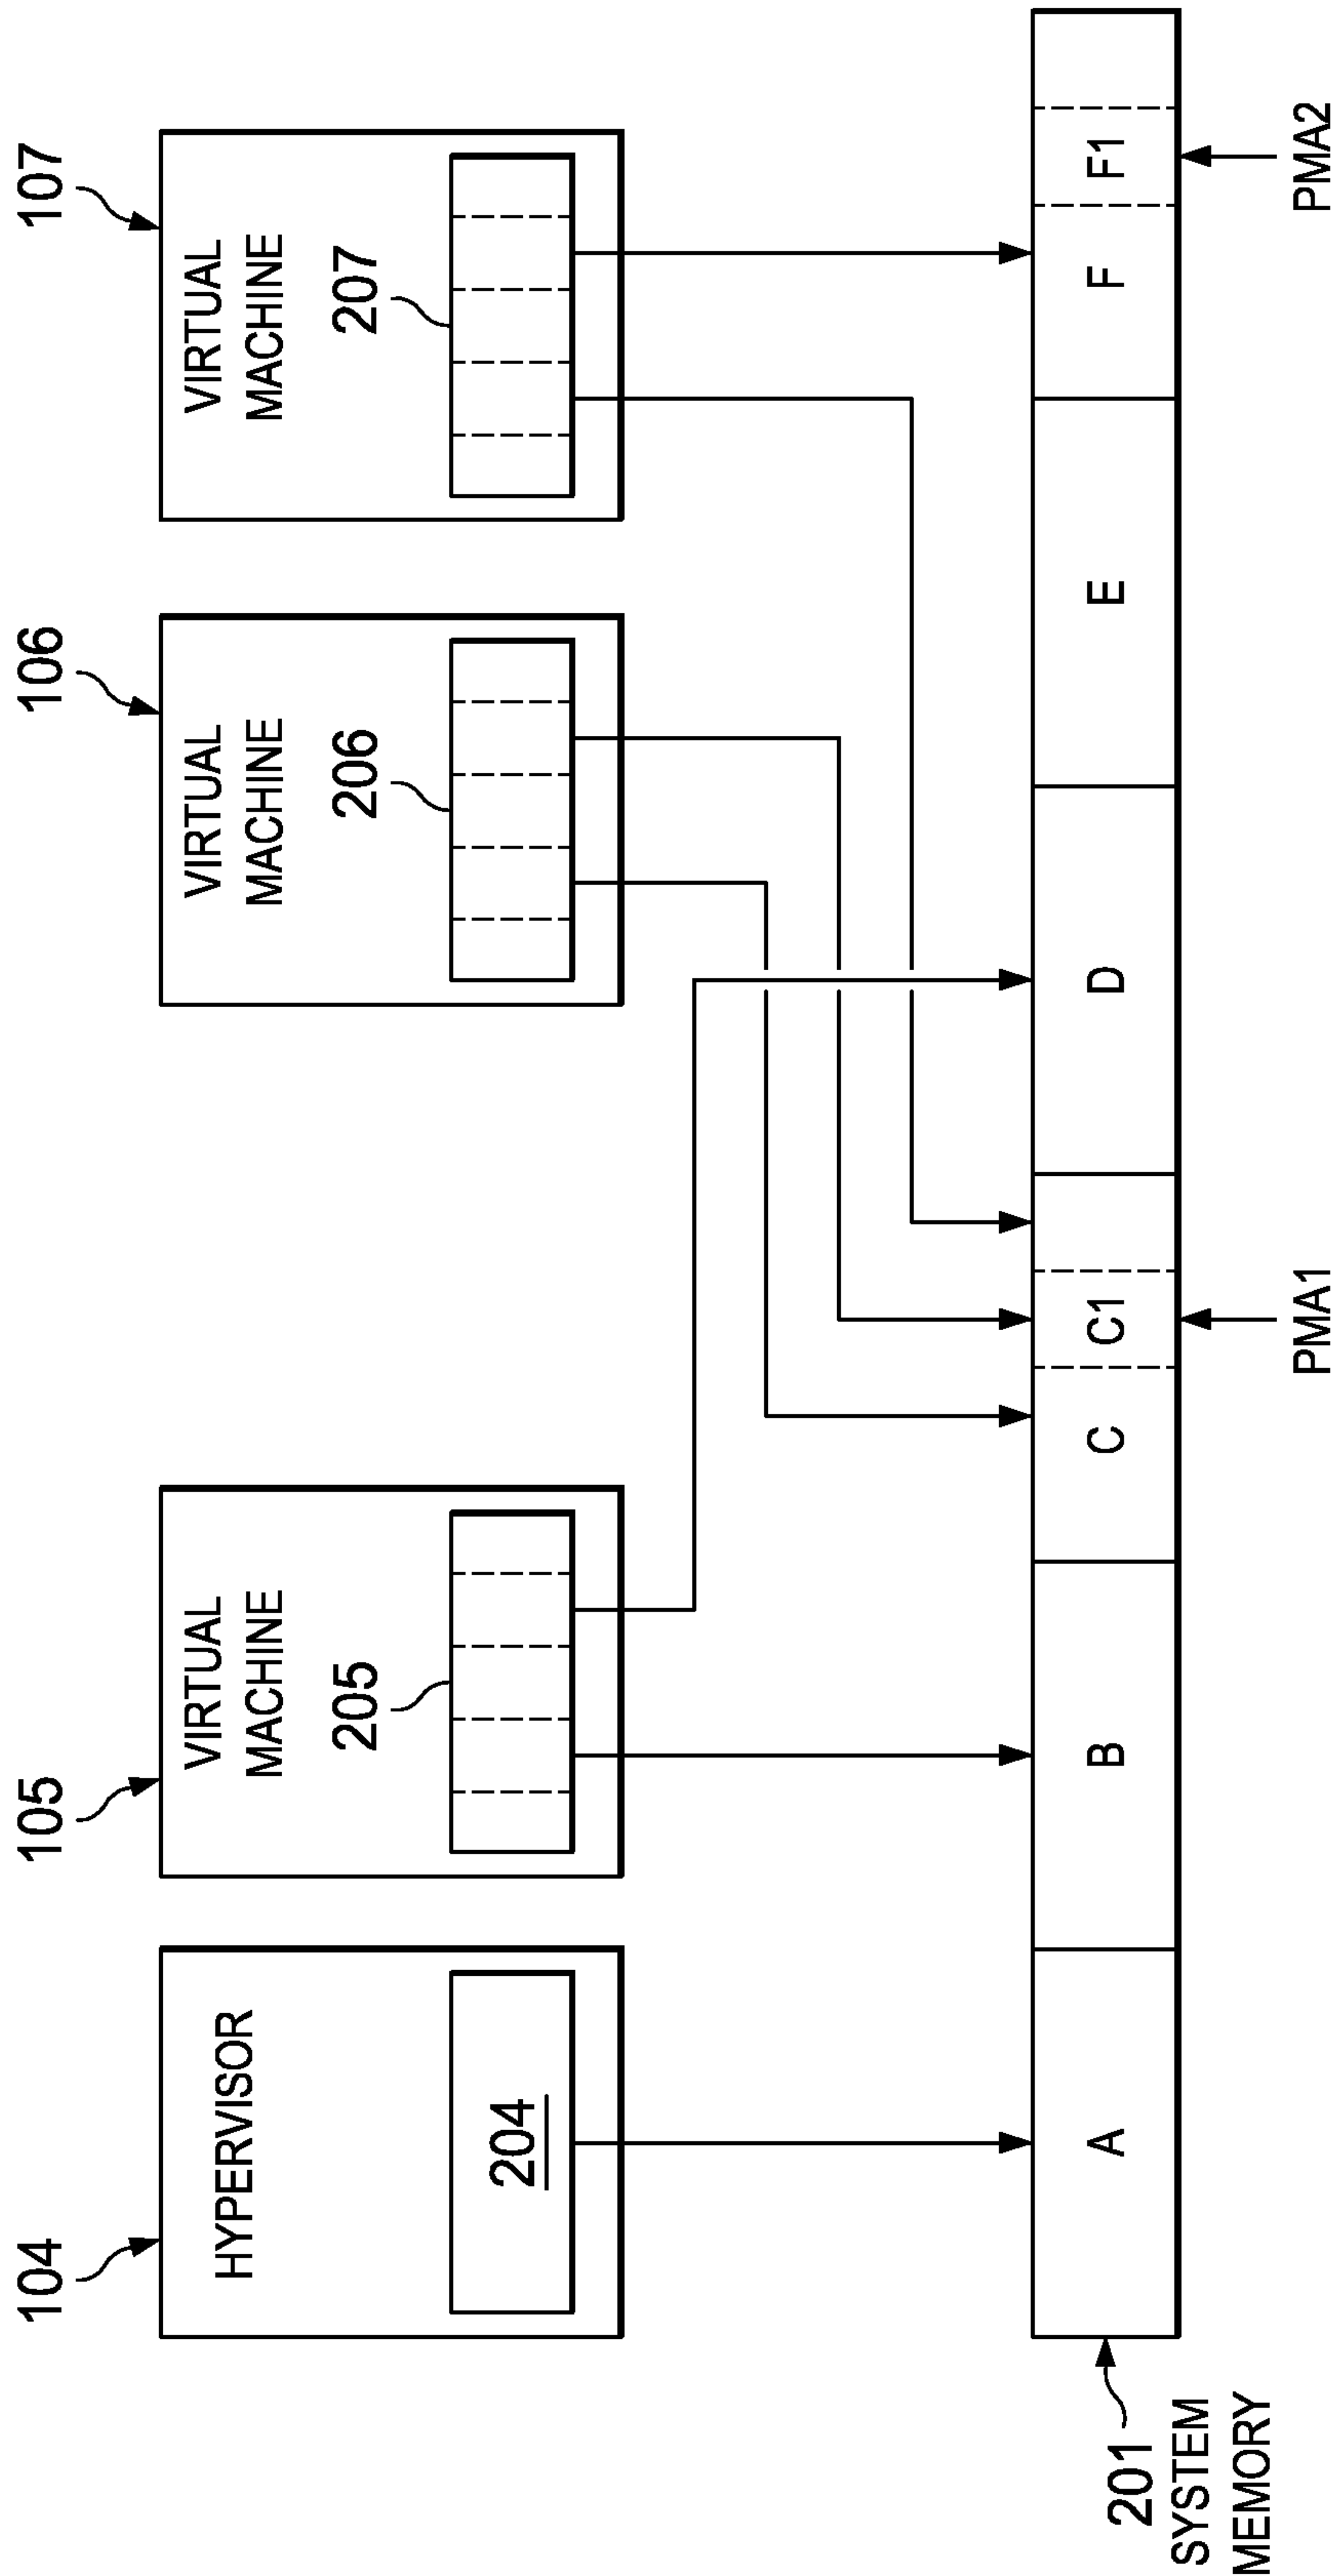 104
105
106
107
HYPERVISOR
VIRTUAL
MACHINE
VIRTUAL
MACHINE
VIRTUAL
MACHINE
204
205
206
207
201
SYSTEM
MEMORY
A
B
C
C1
D
E
F
F1
PMA1
PMA2